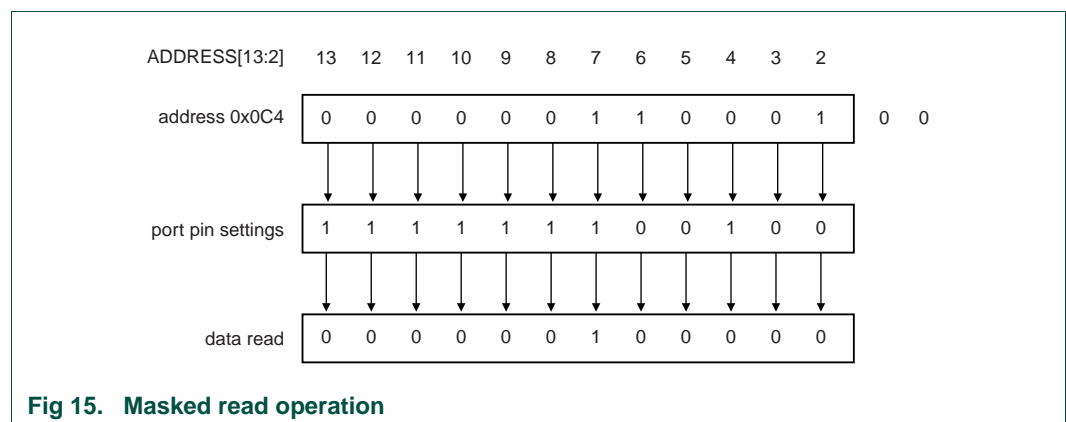 ADDRESS[13:2] 13 12 11 10 9 8 7 6 5 4 3 2
address 0x0C4 0 0 0 0 0 0 1 1 0 0 0 1 0 0
port pin settings 1 1 1 1 1 1 1 0 0 1 0 0
data read 0 0 0 0 0 0 1 0 0 0 0 0
Fig 15. Masked read operation